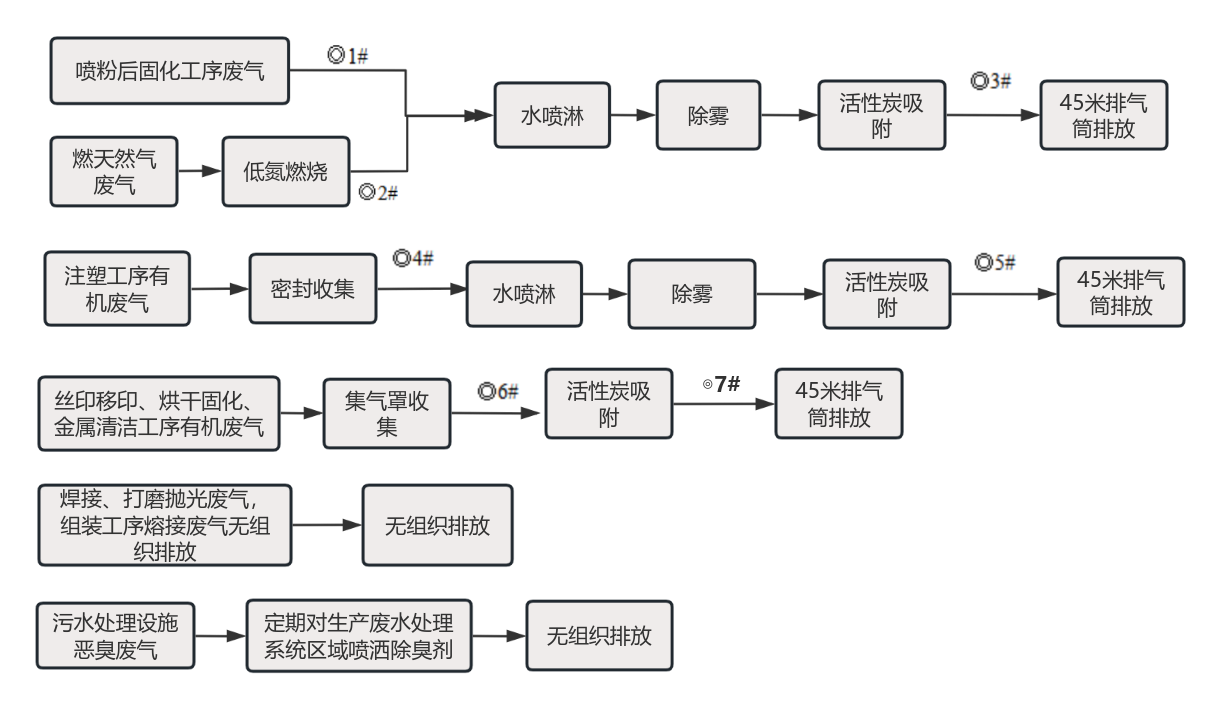 喷粉后固化工序废气
◎1#
燃天然气
废气
低氮燃烧
◎2#
水喷淋
除雾
活性炭吸
附
◎3#
45米排气
筒排放
注塑工序有
机废气
密封收集
◎4#
水喷淋
除雾
活性炭吸
附
◎5#
45米排气
筒排放
丝印移印、烘干固化、
金属清洁工序有机废气
集气罩收
集
◎6#
活性炭吸
附
◎7#
45米排气
筒排放
焊接、打磨抛光废气，
组装工序熔接废气无组
织排放
无组织排放
污水处理设施
恶臭废气
定期对生产废水处理
系统区域喷洒除臭剂
无组织排放